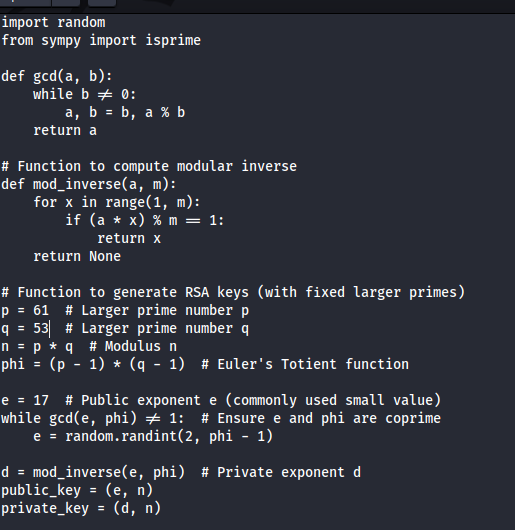 import random
from sympy import isprime
def gcd(a, b):
    while b ≠ 0:
        a, b = b, a % b
    return a
# Function to compute modular inverse
def mod_inverse(a, m):
    for x in range(1, m):
        if (a * x) % m == 1:
            return x
    return None
# Function to generate RSA keys (with fixed larger primes)
p = 61  # Larger prime number p
q = 53  # Larger prime number q
n = p * q  # Modulus n
phi = (p - 1) * (q - 1)  # Euler's Totient function
e = 17  # Public exponent e (commonly used small value)
while gcd(e, phi) ≠ 1:  # Ensure e and phi are coprime
    e = random.randint(2, phi - 1)
d = mod_inverse(e, phi)  # Private exponent d
public_key = (e, n)
private_key = (d, n)